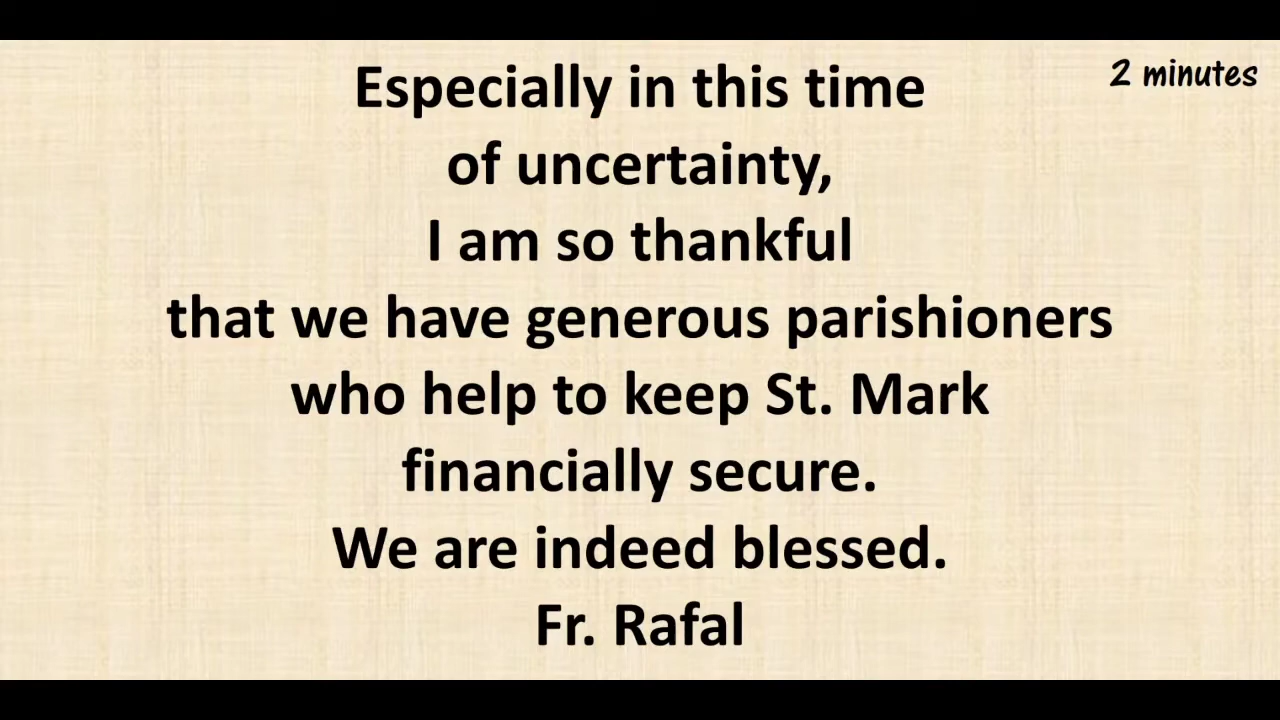 2 minutes
Especially in this time
of uncertainty,
I am so thankful
that we have generous parishioners
who help to keep St. Mark
financially secure.
We are indeed blessed.
Fr. Rafal